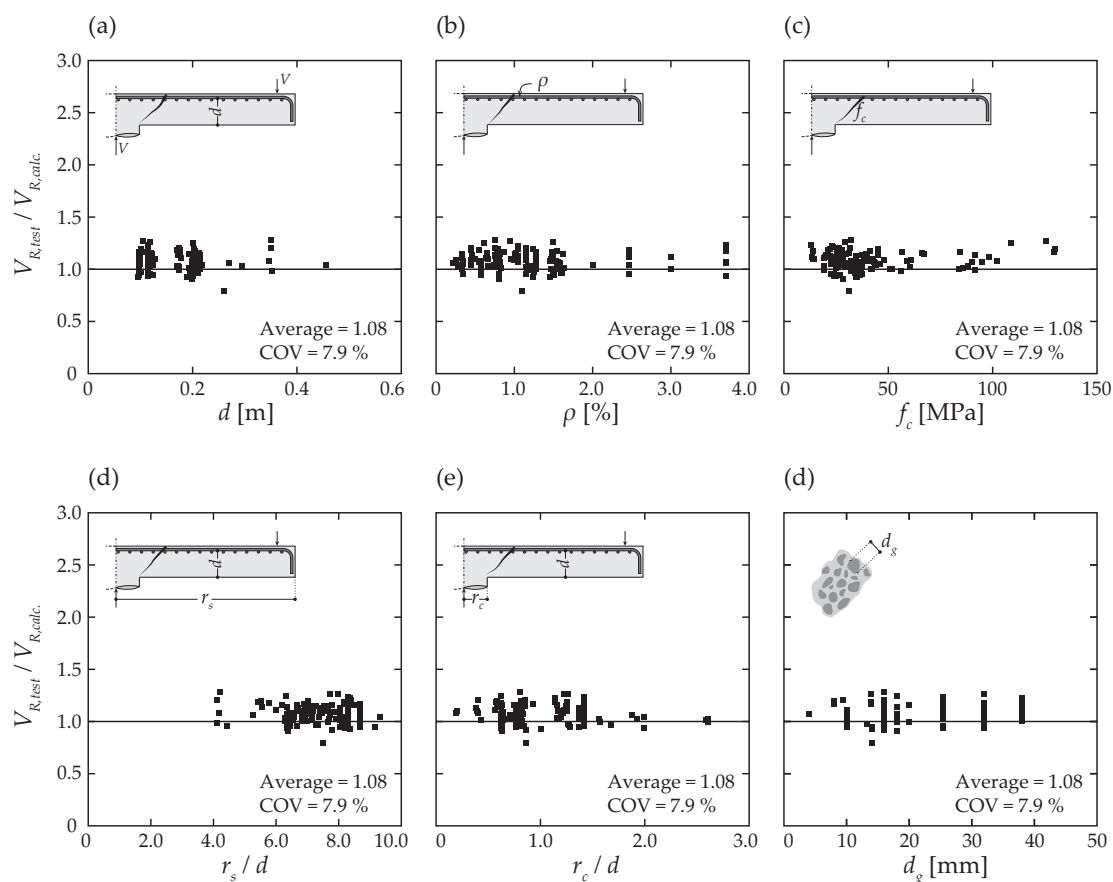 (a)
(b)
(c)
3.0
2.5
2.0
1.5
1.0
0.5
0
V_{R,test} / V_{R,calc.}
V
d
V
ρ
f_c
Average = 1.08
COV = 7.9 %
Average = 1.08
COV = 7.9 %
Average = 1.08
COV = 7.9 %
0 0.2 0.4 0.6
0 1.0 2.0 3.0 4.0
0 50 100 150
d [m]
ρ [%]
f_c [MPa]
(d)
(e)
(d)
3.0
2.5
2.0
1.5
1.0
0.5
0
V_{R,test} / V_{R,calc.}
d
r_s
d
r_c
d_g
Average = 1.08
COV = 7.9 %
Average = 1.08
COV = 7.9 %
Average = 1.08
COV = 7.9 %
0 2.0 4.0 6.0 8.0 10.0
0 1.0 2.0 3.0
0 10 20 30 40 50
r_s / d
r_c / d
d_g [mm]